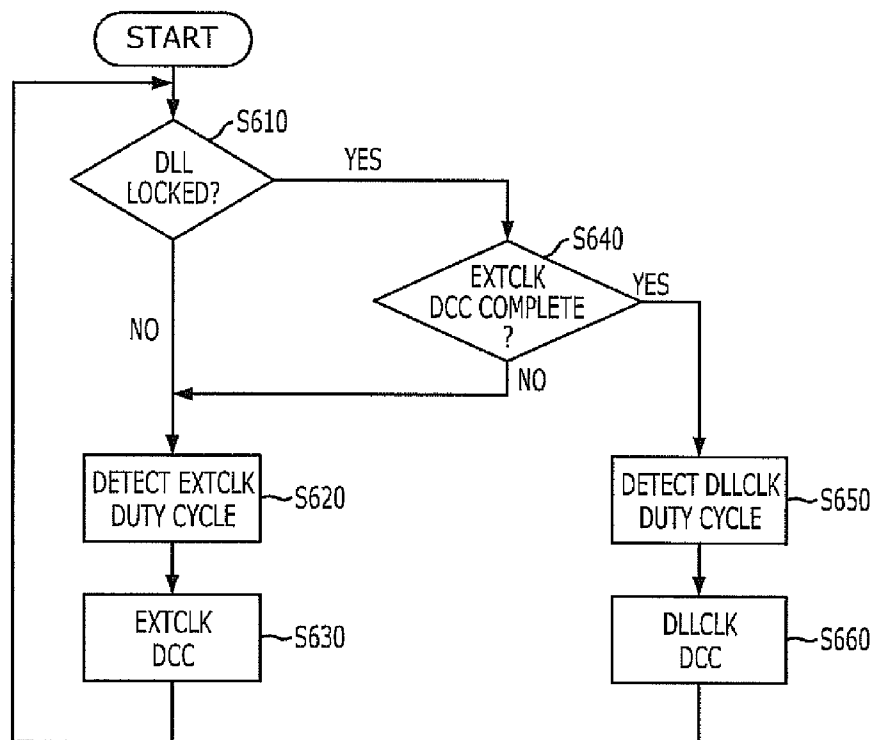 START
S610
DLL
LOCKED?
YES
S640
EXTCLK
DCC COMPLETE
?
YES
NO
NO
DETECT EXTCLK
DUTY CYCLE
S620
DETECT DLLCLK
DUTY CYCLE
S650
EXTCLK
DCC
S630
DLLCLK
DCC
S660